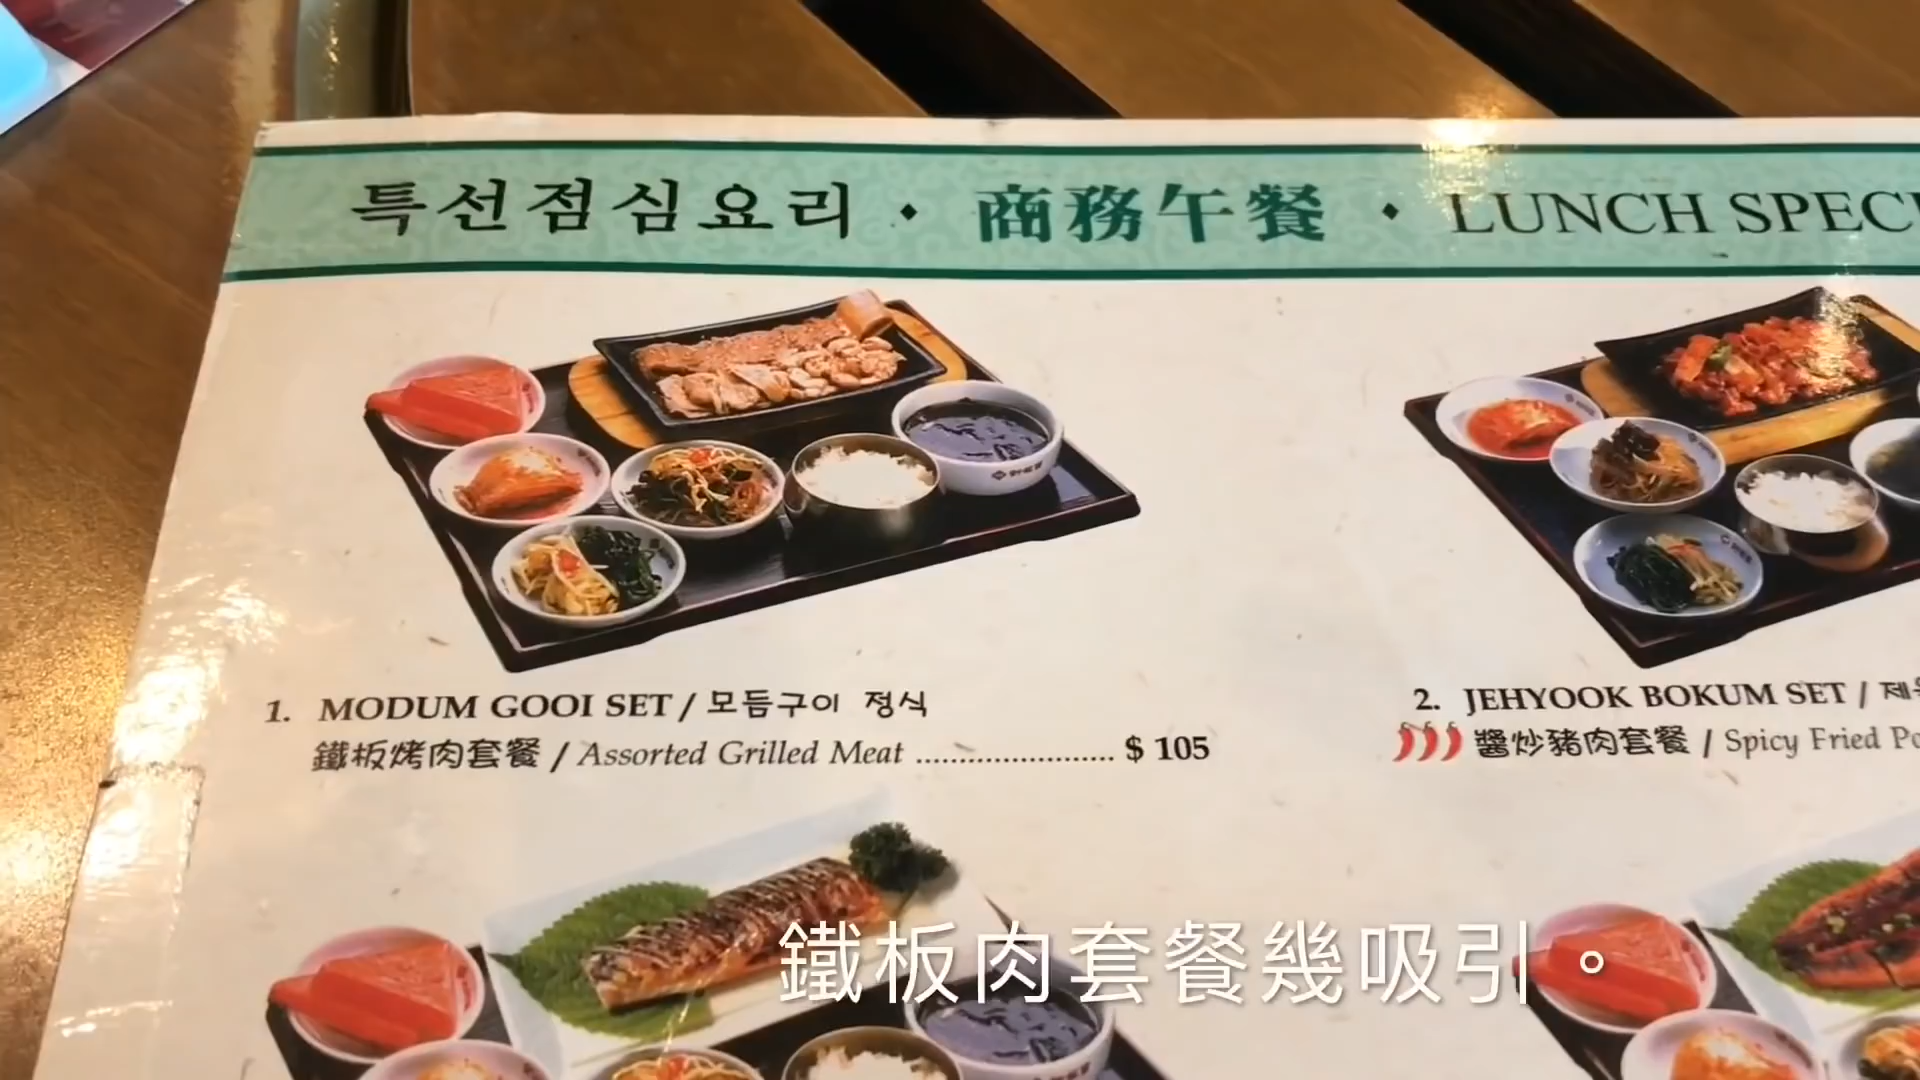 특선점심요리 · 商務午餐 · LUNCH
1. MODUM GOOI SET / 모듬구이 정식
鐵板烤肉套餐 / Assorted Grilled Meat ...................... $ 105
2. JEHYOOK BOKUM SET /
醬炒豬肉套餐 / Spicy Fried
鐵板肉套餐幾吸引。